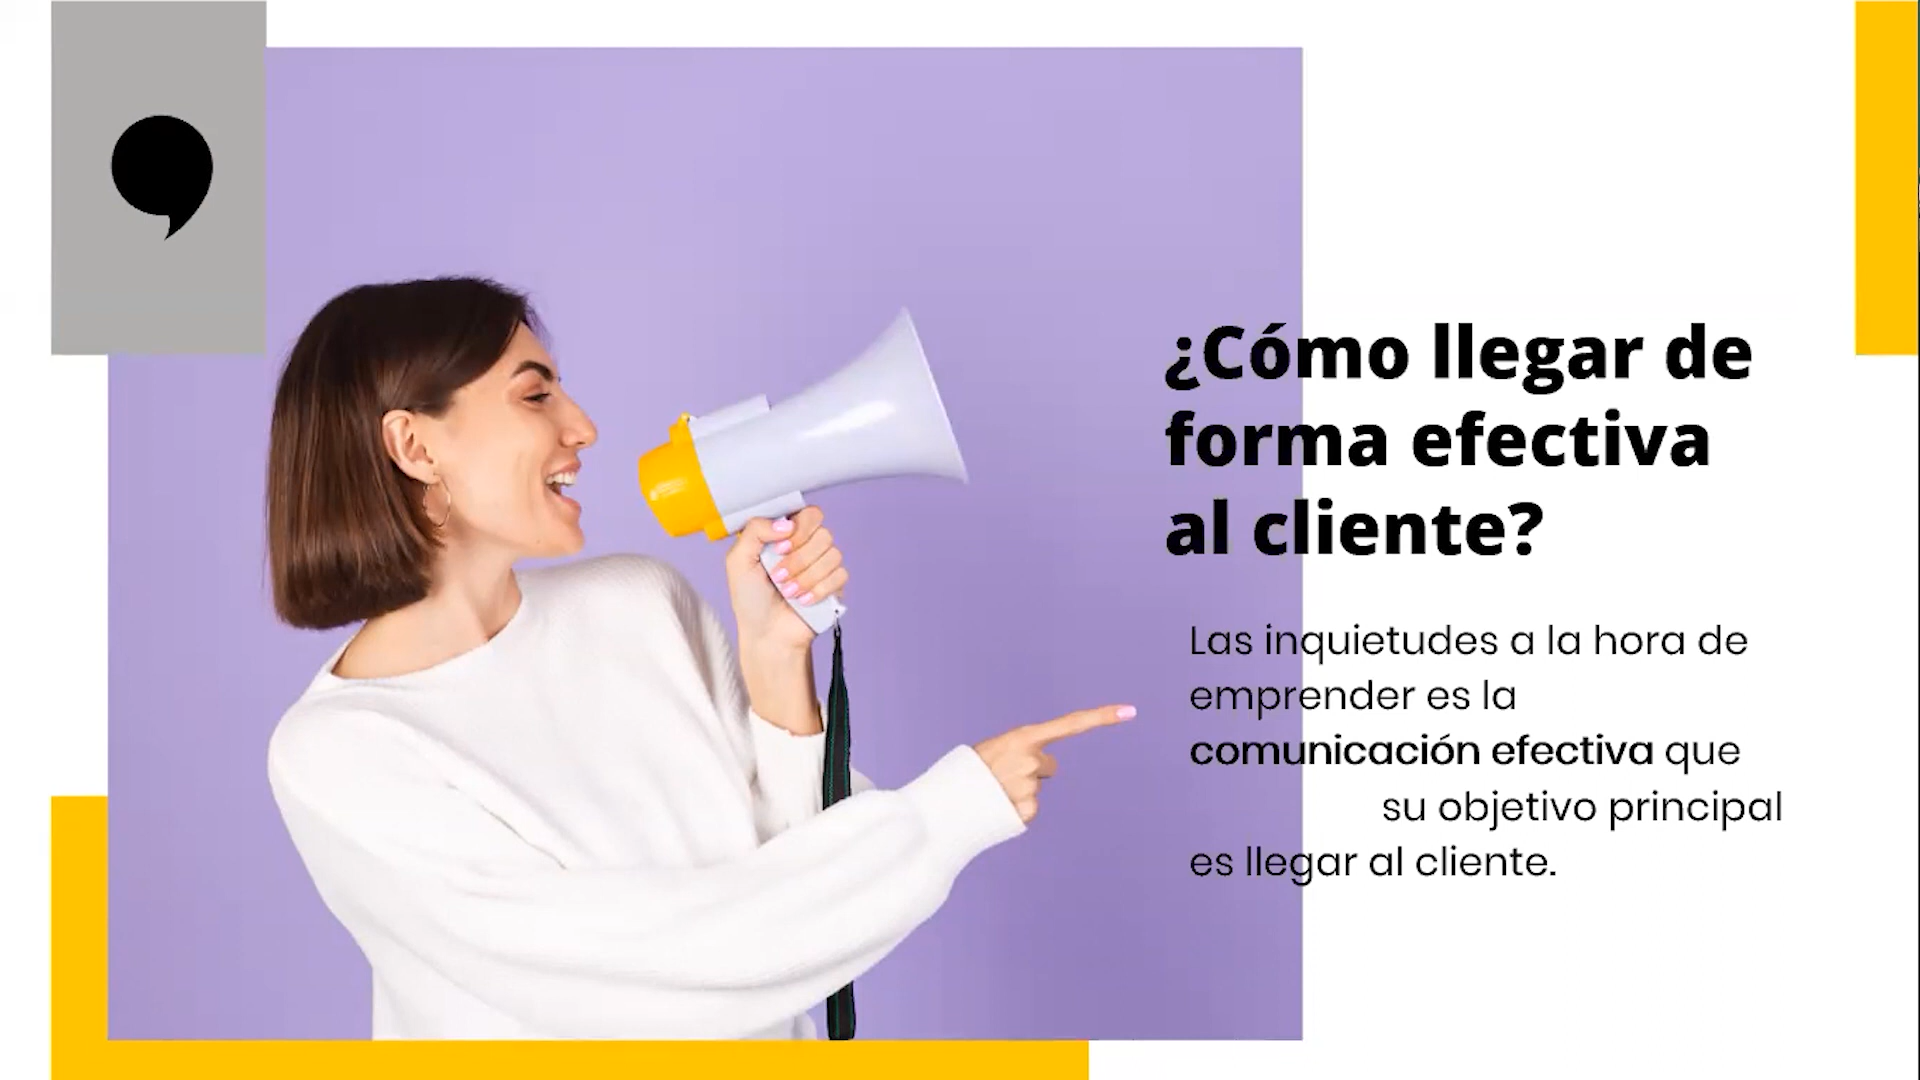 ¿Cómo llegar de
forma efectiva
al cliente?
Las inquietudes a la hora de
emprender es la
comunicación efectiva que
su objetivo principal
es llegar al cliente.